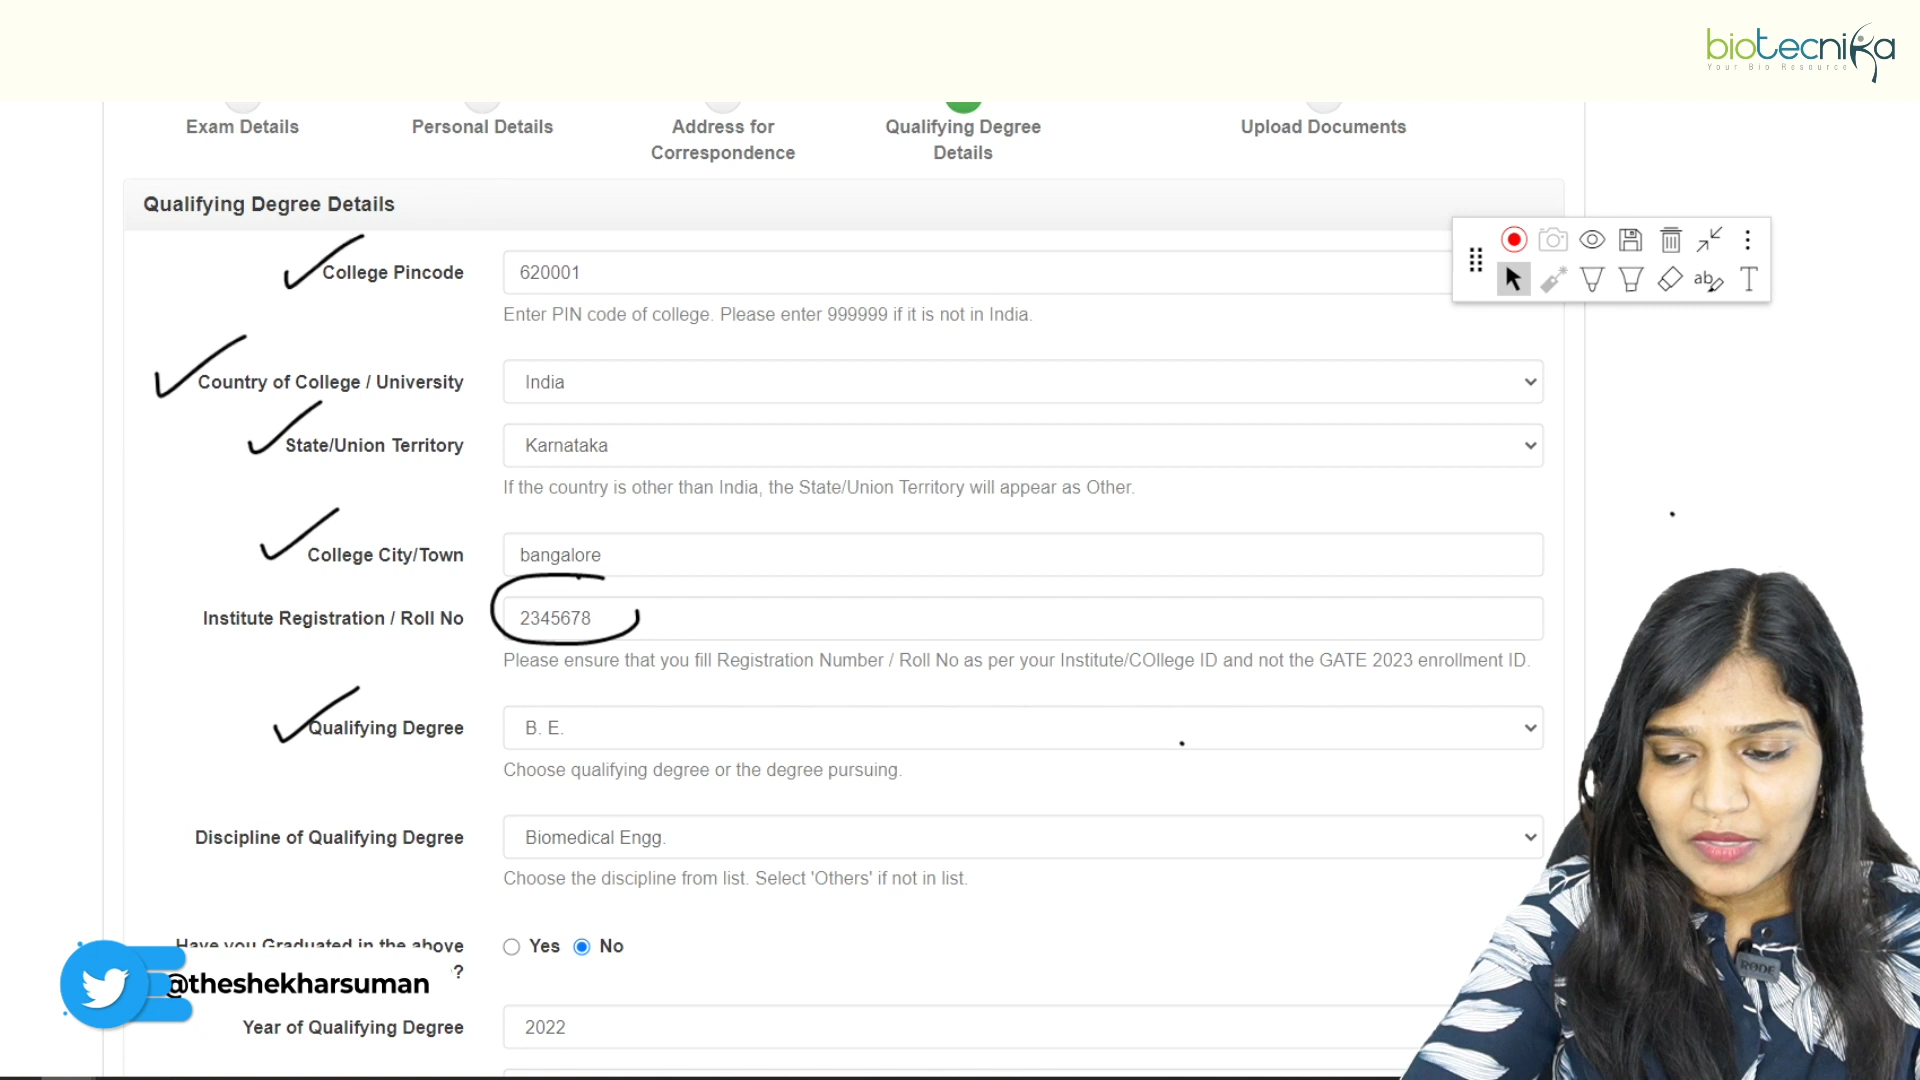 biotecnika
Your Bio Resource
Exam Details
Personal Details
Address for
Correspondence
Qualifying Degree
Details
Upload Documents
Qualifying Degree Details
College Pincode
620001
Enter PIN code of college. Please enter 999999 if it is not in India.
Country of College / University
India
State/Union Territory
Karnataka
If the country is other than India, the State/Union Territory will appear as Other.
College City/Town
bangalore
Institute Registration / Roll No
2345678
Please ensure that you fill Registration Number / Roll No as per your Institute/COllege ID and not the GATE 2023 enrollment ID.
Qualifying Degree
B. E.
Choose qualifying degree or the degree pursuing.
Discipline of Qualifying Degree
Biomedical Engg.
Choose the discipline from list. Select 'Others' if not in list.
Have you Graduated in the above
?
Yes No
@theshekharsuman
Year of Qualifying Degree
2022
ab
T
RØDE